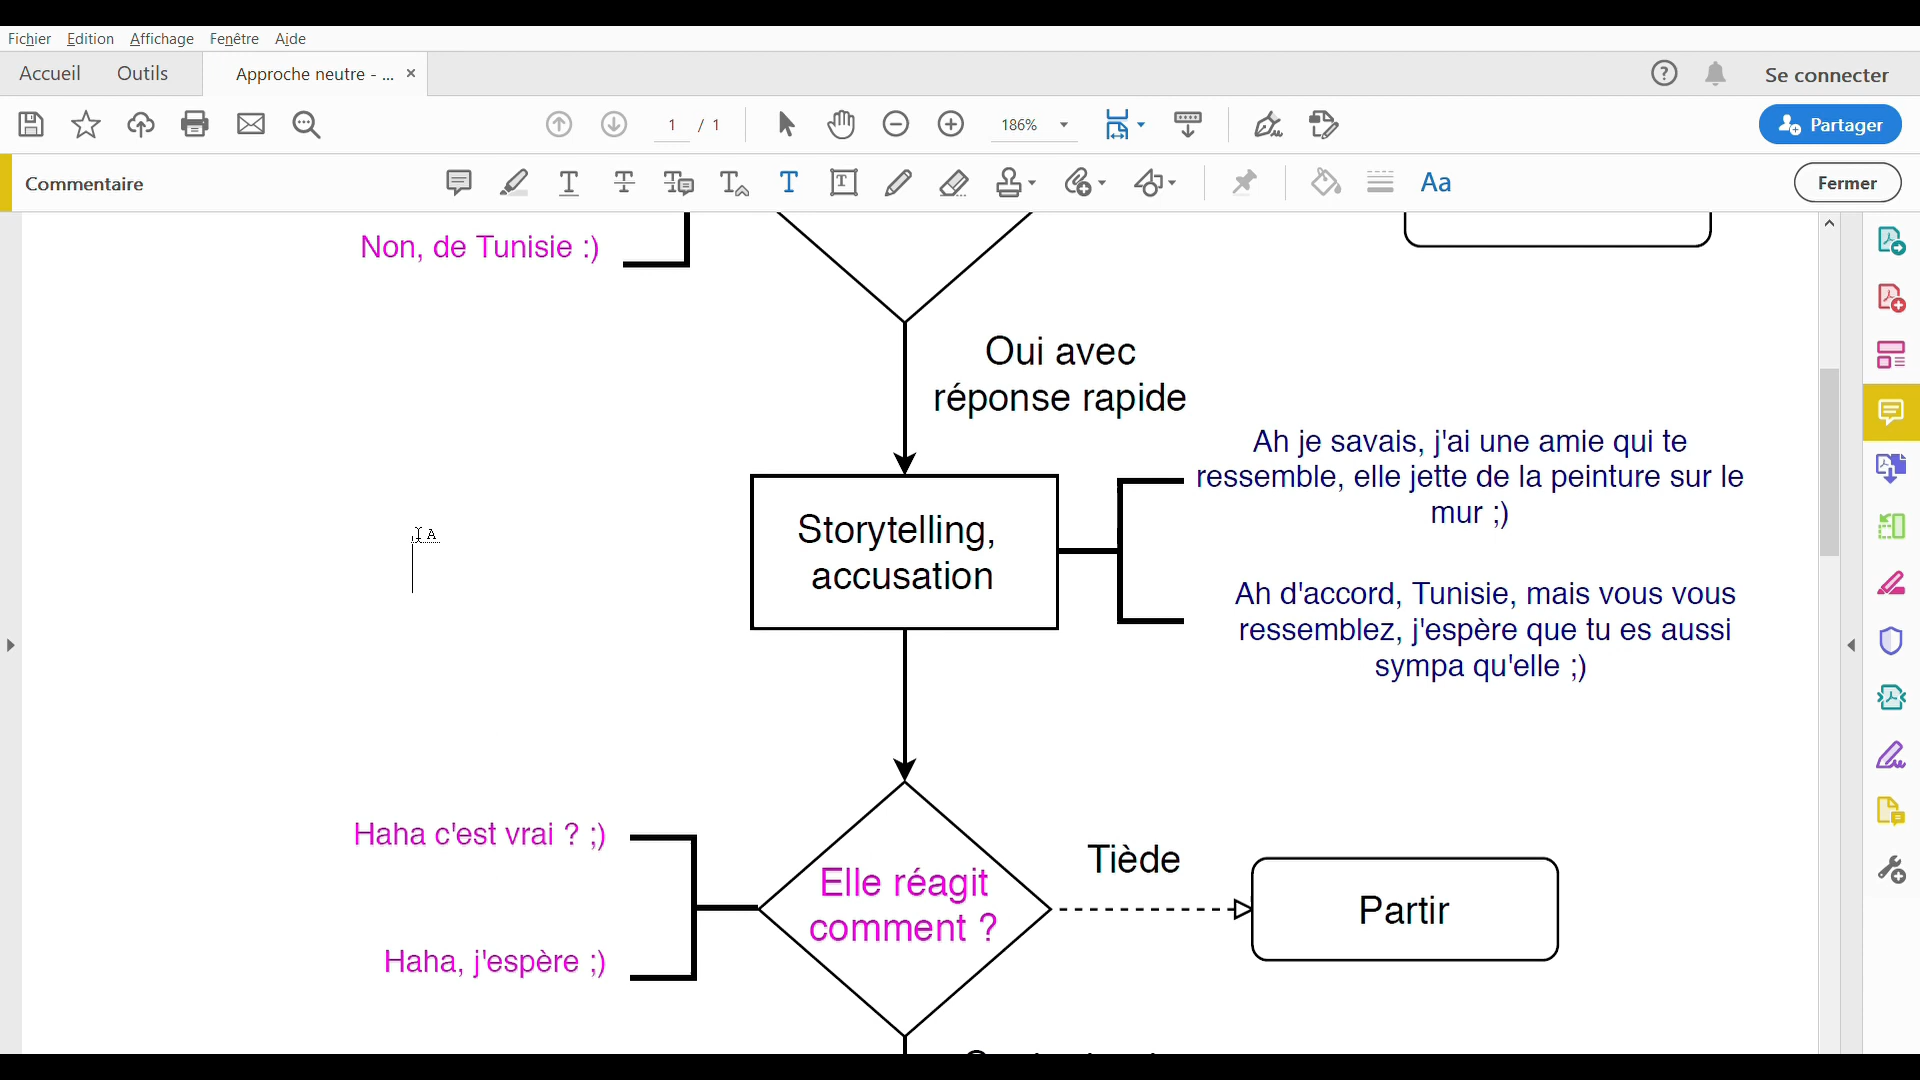 Fichier Edition Affichage Fenêtre Aide
Accueil Outils Approche neutre - ... × Se connecter
1 / 1 186% Partager
Commentaire Aa Fermer
Non, de Tunisie :)
Oui avec
réponse rapide
Ah je savais, j'ai une amie qui te
ressemble, elle jette de la peinture sur le
mur ;)
Storytelling,
accusation
Ah d'accord, Tunisie, mais vous vous
ressemblez, j'espère que tu es aussi
sympa qu'elle ;)
Haha c'est vrai ? ;)
Tiède
Elle réagit
comment ?
Partir
Haha, j'espère ;)